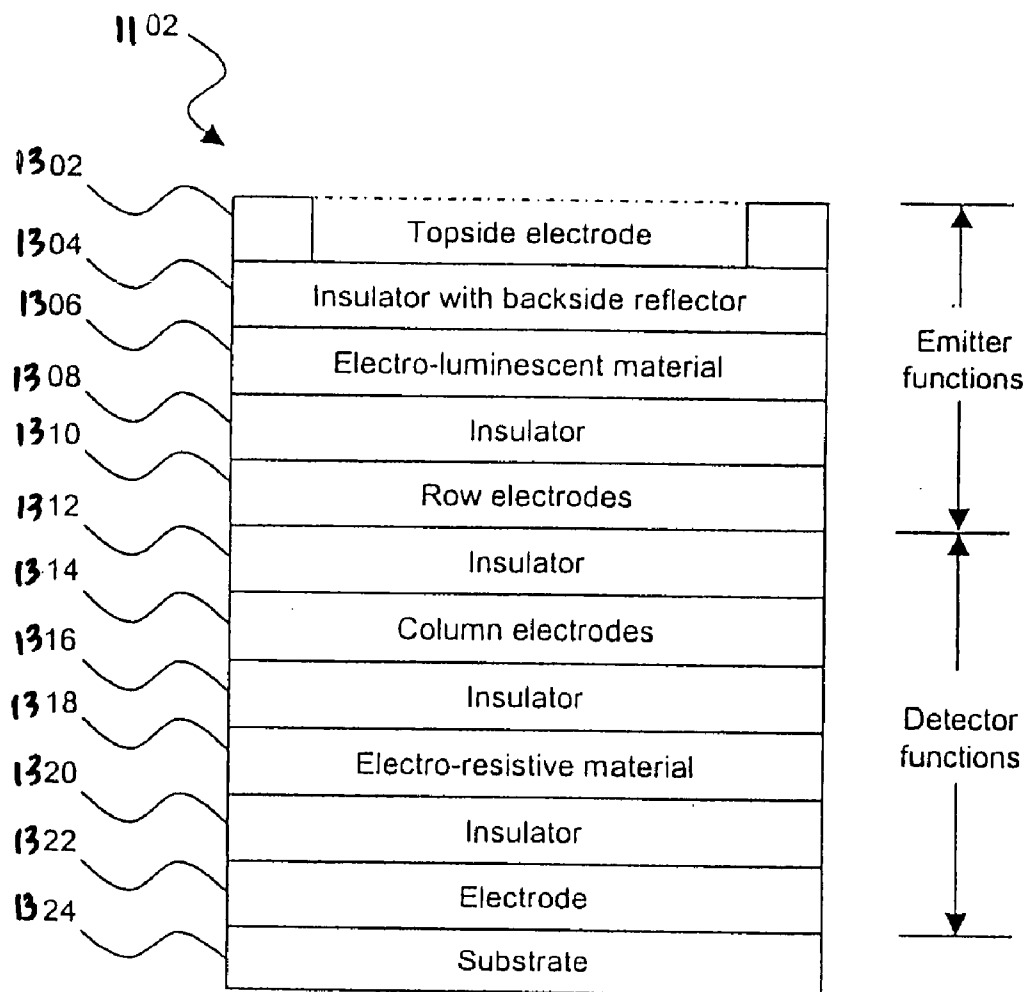 1102
1302
1304
1306
1308
1310
1312
1314
1316
1318
1320
1322
1324
Topside electrode
Insulator with backside reflector
Electro-luminescent material
Insulator
Row electrodes
Insulator
Column electrodes
Insulator
Electro-resistive material
Insulator
Electrode
Substrate
Emitter
functions
Detector
functions